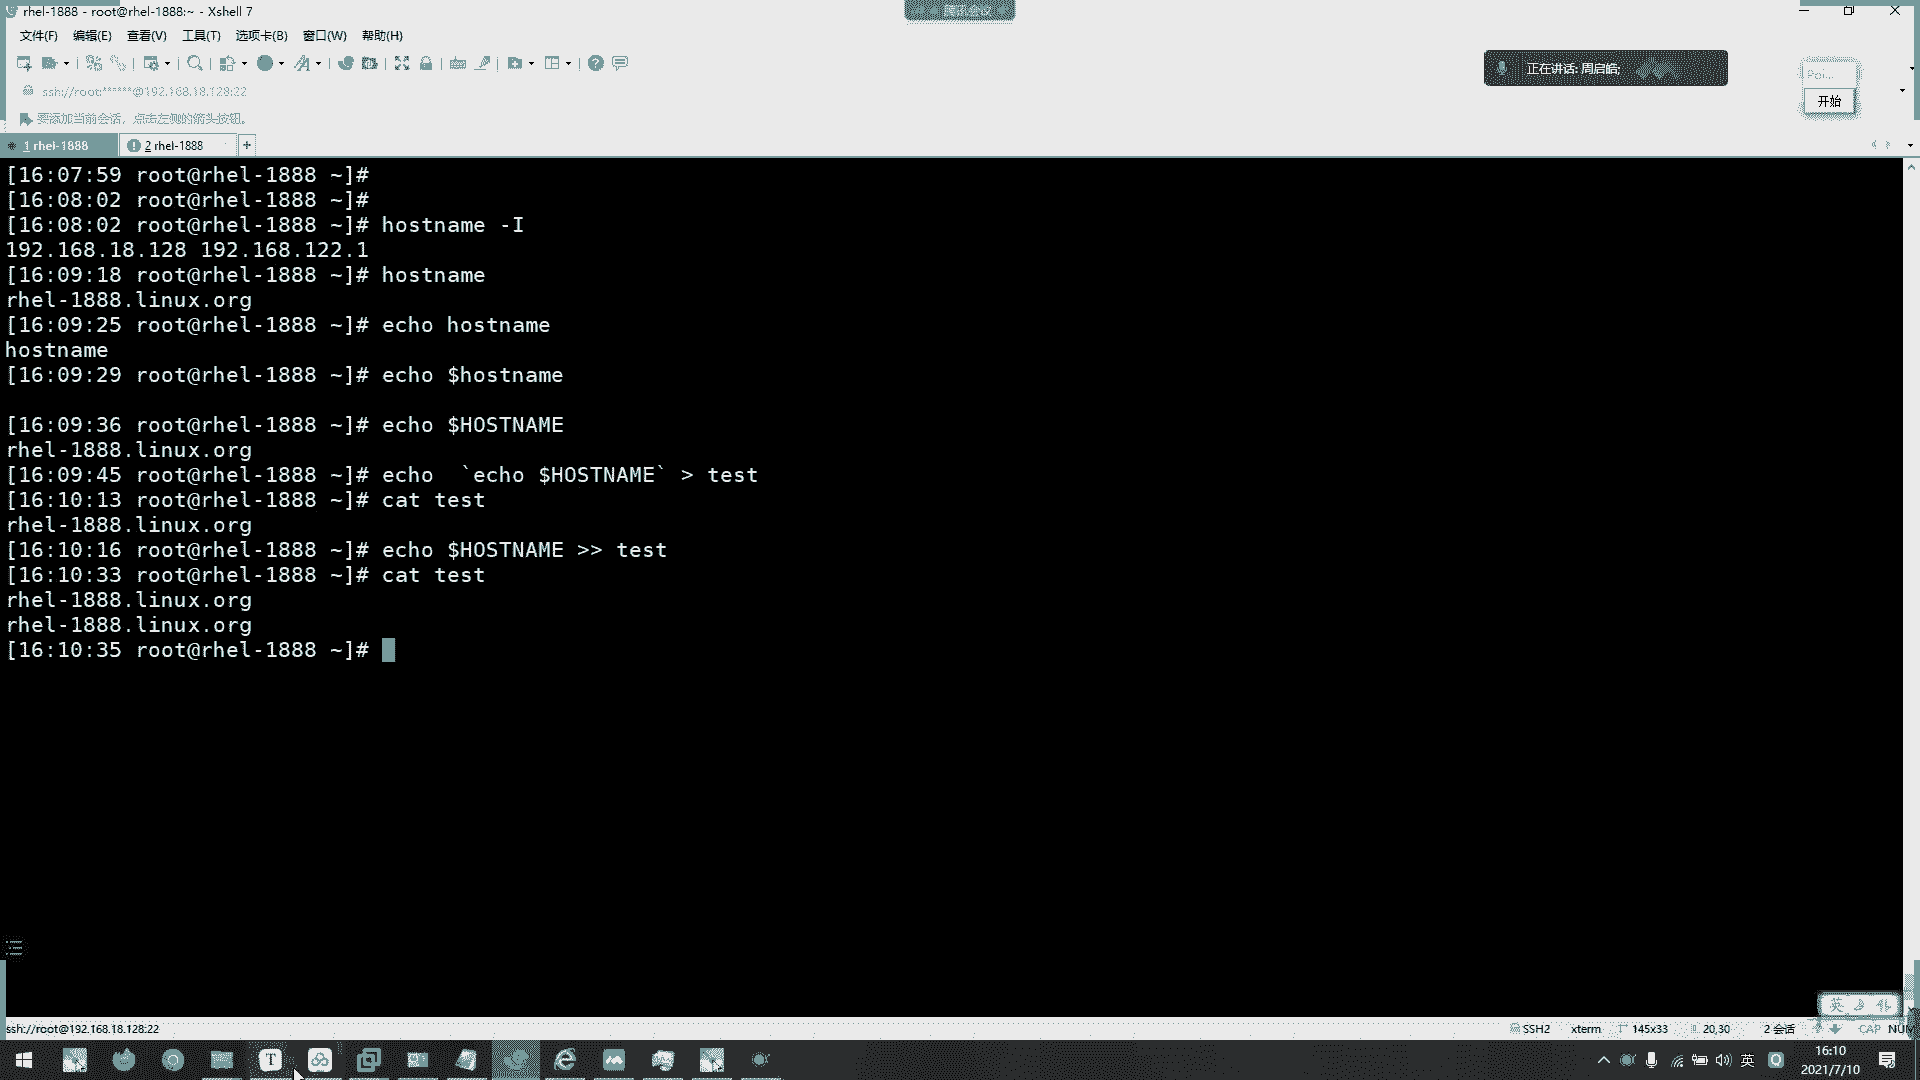 rhel-1888 - root@rhel-1888:~ - Xshell 7
腾讯会议
文件(F) 编辑(E) 查看(V) 工具(T) 选项卡(B) 窗口(W) 帮助(H)
正在讲话: 周启皓;
Poi...
开始
ssh://root:******@192.168.18.128:22
要添加当前会话，点击左侧的箭头按钮。
1 rhel-1888 2 rhel-1888 +
[16:07:59 root@rhel-1888 ~]#
[16:08:02 root@rhel-1888 ~]#
[16:08:02 root@rhel-1888 ~]# hostname -I
192.168.18.128 192.168.122.1
[16:09:18 root@rhel-1888 ~]# hostname
rhel-1888.linux.org
[16:09:25 root@rhel-1888 ~]# echo hostname
hostname
[16:09:29 root@rhel-1888 ~]# echo $hostname
[16:09:36 root@rhel-1888 ~]# echo $HOSTNAME
rhel-1888.linux.org
[16:09:45 root@rhel-1888 ~]# echo  `echo $HOSTNAME` > test
[16:10:13 root@rhel-1888 ~]# cat test
rhel-1888.linux.org
[16:10:16 root@rhel-1888 ~]# echo $HOSTNAME >> test
[16:10:33 root@rhel-1888 ~]# cat test
rhel-1888.linux.org
rhel-1888.linux.org
[16:10:35 root@rhel-1888 ~]#
英
ssh://root@192.168.18.128:22 SSH2 xterm 145x33 20,30 2 会话 CAP NUM
T 英 16:10
2021/7/10